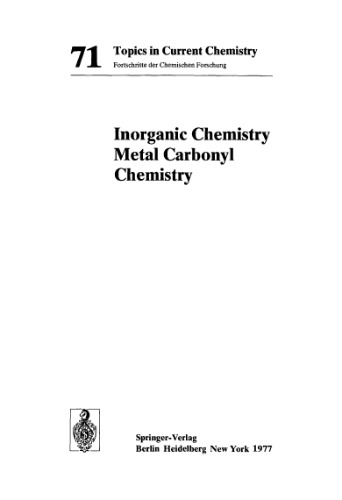 71 Topics in Current Chemistry
Fortschritte der Chemischen Forschung
Inorganic Chemistry
Metal Carbonyl
Chemistry
Springer-Verlag
Berlin Heidelberg New York 1977